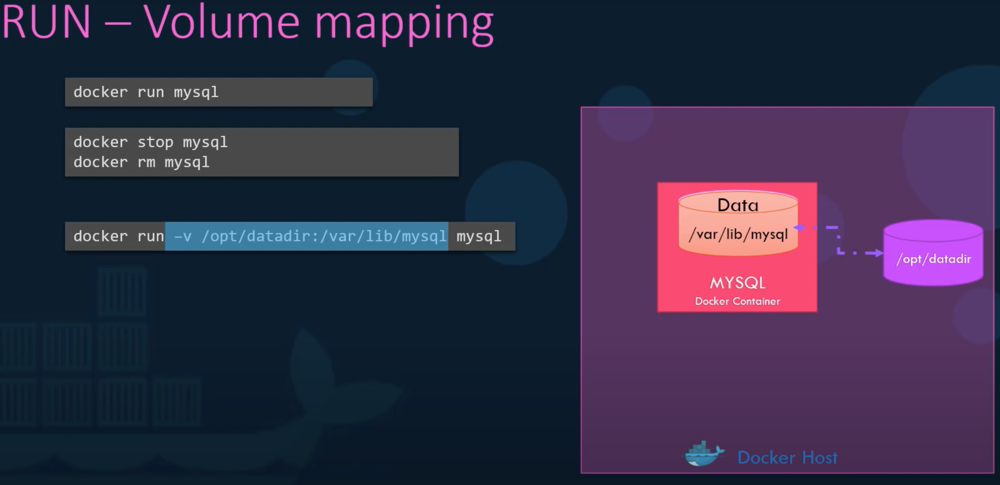 RUN – Volume mapping
docker run mysql
docker stop mysql
docker rm mysql
docker run –v /opt/datadir:/var/lib/mysql mysql
Data
/var/lib/mysql
MYSQL
Docker Container
/opt/datadir
Docker Host